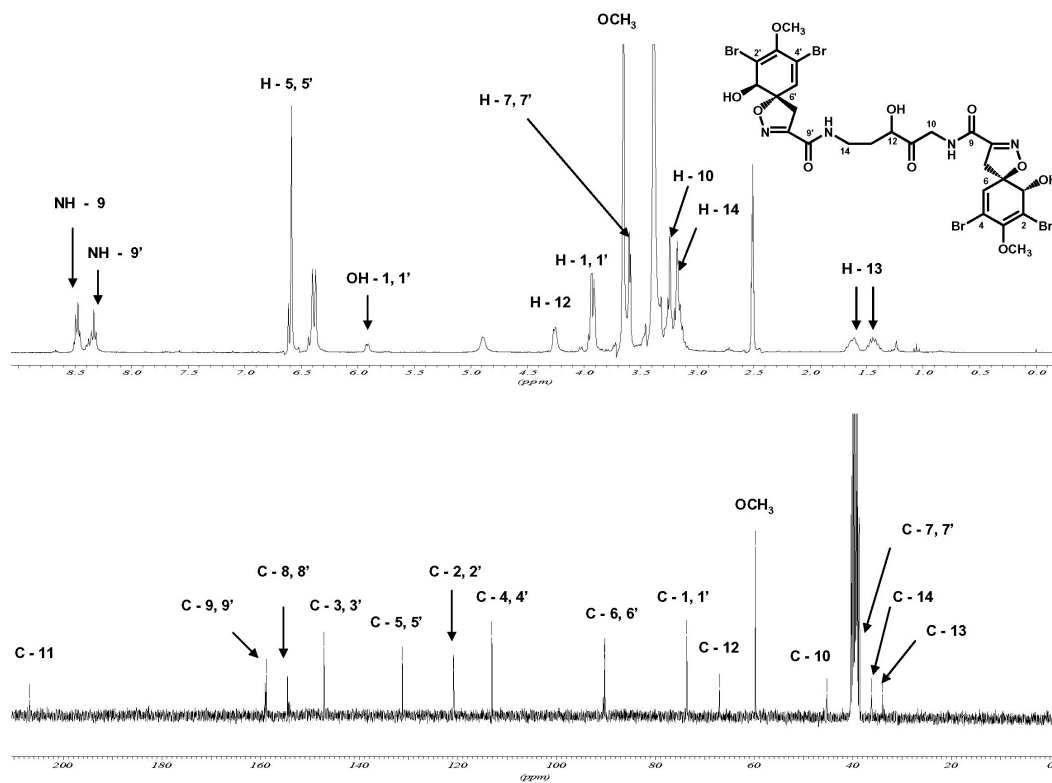 OCH3
H - 5, 5'
H - 7, 7'
NH - 9
NH - 9'
OH - 1, 1'
H - 12
H - 1, 1'
H - 10
H - 14
H - 13
OCH3
Br 2' 4' Br
HO 6'
O
N
9'
O
H
N
14
OH
12
O
10
N
H
O
9
N
O
6
OH
Br 4 2 Br
O
OCH3
8.5 8.0 7.5 7.0 6.5 6.0 5.5 5.0 4.5 4.0 3.5 3.0 2.5 2.0 1.5 1.0 0.5 0.0
(ppm)
C - 11
C - 9, 9'
C - 8, 8'
C - 3, 3'
C - 5, 5'
C - 2, 2'
C - 4, 4'
C - 6, 6'
C - 1, 1'
C - 12
OCH3
C - 10
C - 7, 7'
C - 14
C - 13
200 180 160 140 120 100 80 60 40 20 0
(ppm)